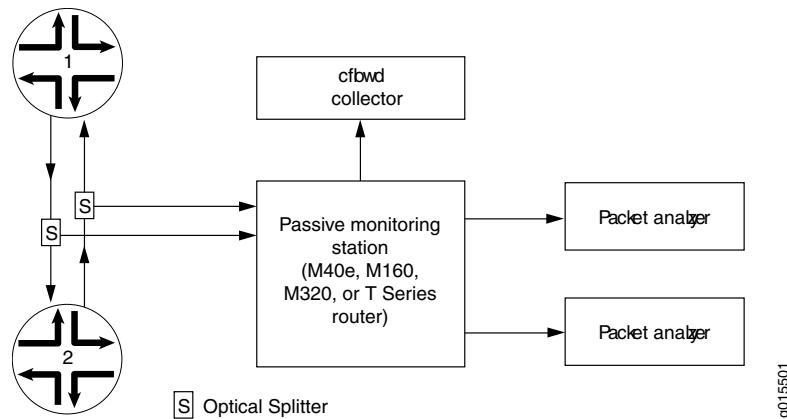 1
cfbwd
collector
S
S
Passive monitoring
station
(M40e, M160,
M320, or T Series
router)
Packet analyzer
Packet analyzer
2
S Optical Splitter
g015501